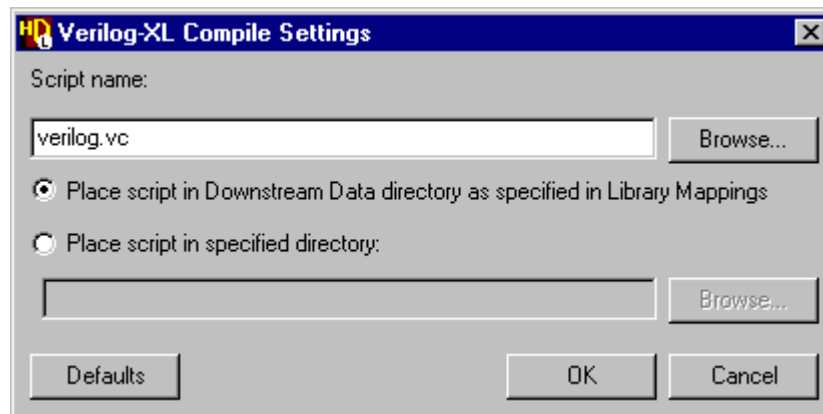 HDL Verilog-XL Compile Settings
Script name:
verilog.vc
Browse...
Place script in Downstream Data directory as specified in Library Mappings
Place script in specified directory:
Browse...
Defaults
OK
Cancel